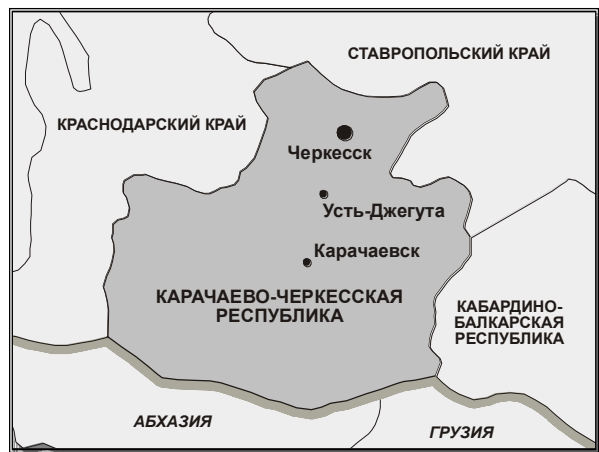 СТАВРОПОЛЬСКИЙ КРАЙ
КРАСНОДАРСКИЙ КРАЙ
Черкесск
Усть-Джегута
Карачаевск
КАРАЧАЕВО-ЧЕРКЕССКАЯ
РЕСПУБЛИКА
КАБАРДИНО-
БАЛКАРСКАЯ
РЕСПУБЛИКА
АБХАЗИЯ
ГРУЗИЯ